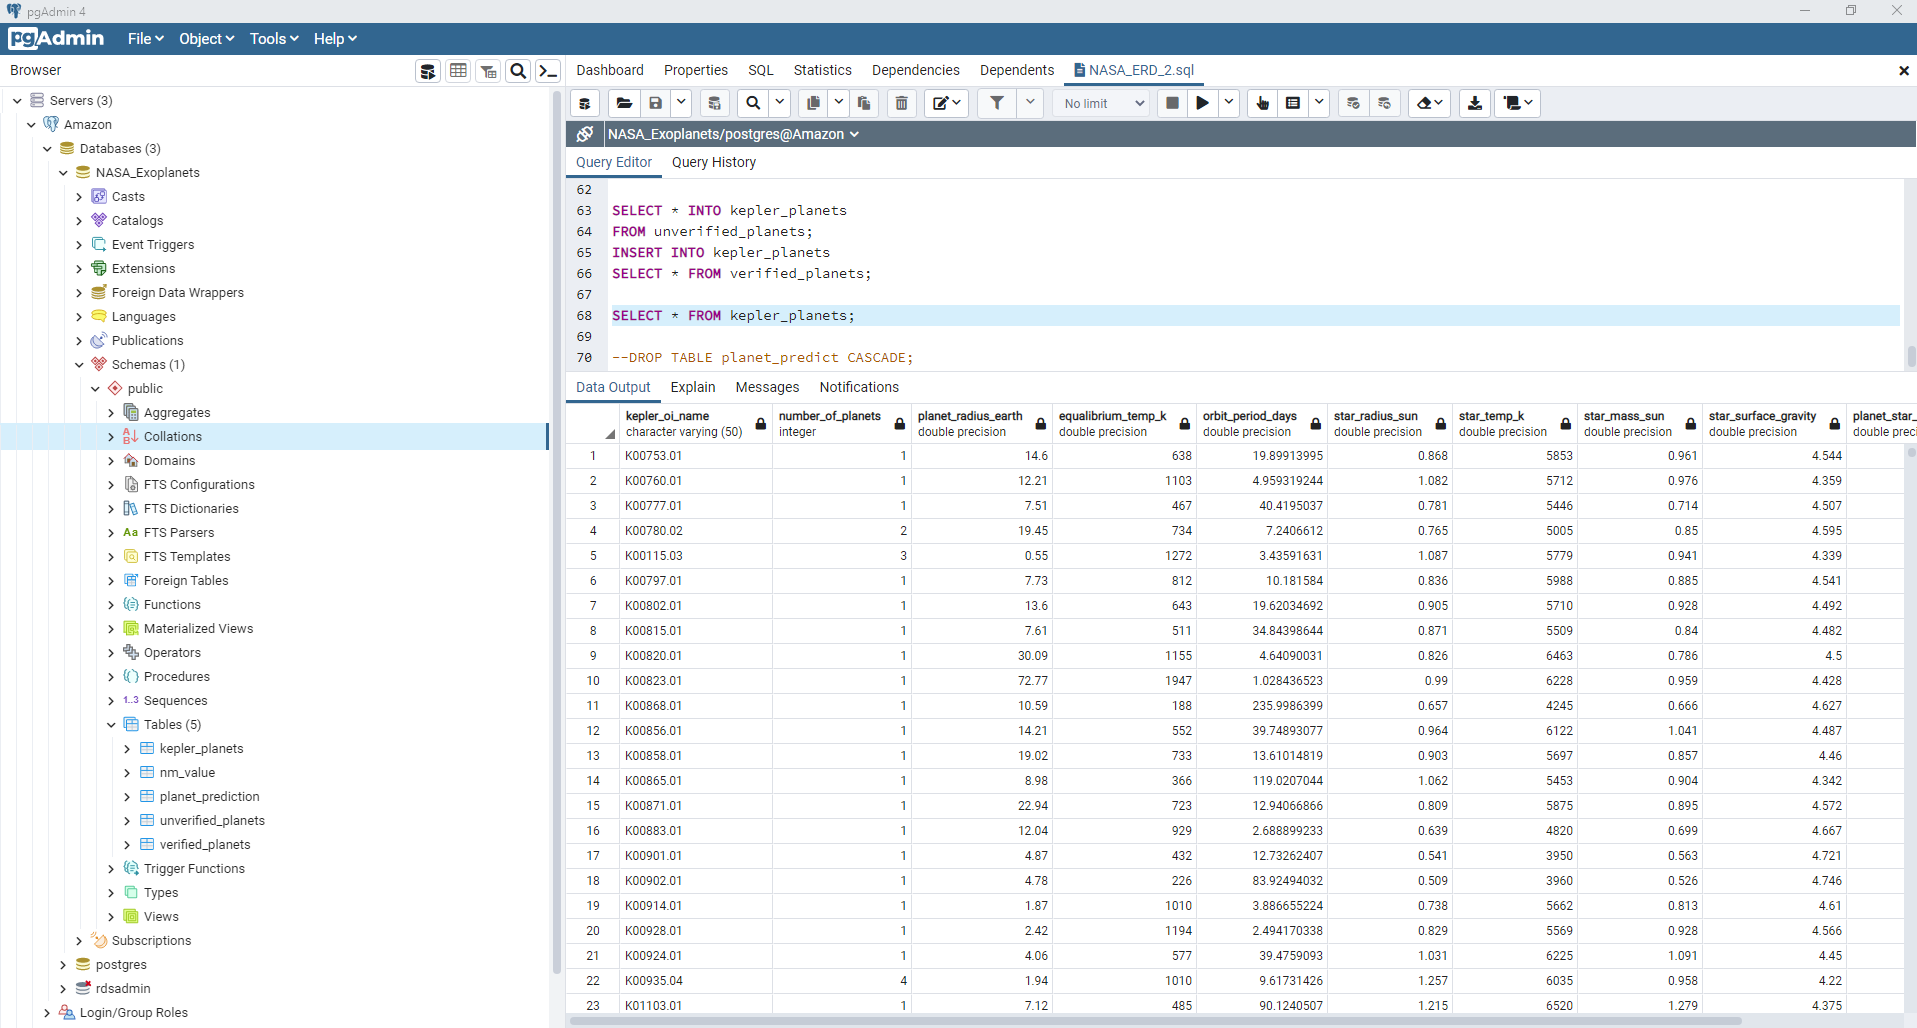 pgAdmin 4
pgAdmin File Object Tools Help
Browser
Servers (3)
Amazon
Databases (3)
NASA_Exoplanets
Casts
Catalogs
Event Triggers
Extensions
Foreign Data Wrappers
Languages
Publications
Schemas (1)
public
Aggregates
Collations
Domains
FTS Configurations
FTS Dictionaries
Aa FTS Parsers
FTS Templates
Foreign Tables
Functions
Materialized Views
Operators
Procedures
1..3 Sequences
Tables (5)
kepler_planets
nm_value
planet_prediction
unverified_planets
verified_planets
Trigger Functions
Types
Views
Subscriptions
postgres
rdsadmin
Login/Group Roles
Dashboard Properties SQL Statistics Dependencies Dependents NASA_ERD_2.sql
No limit
NASA_Exoplanets/postgres@Amazon
Query Editor Query History
62
63 SELECT * INTO kepler_planets
64 FROM unverified_planets;
65 INSERT INTO kepler_planets
66 SELECT * FROM verified_planets;
67
68 SELECT * FROM kepler_planets;
69
70 --DROP TABLE planet_predict CASCADE;
Data Output Explain Messages Notifications
kepler_oi_name number_of_planets planet_radius_earth equalibrium_temp_k orbit_period_days star_radius_sun star_temp_k star_mass_sun star_surface_gravity planet_star_
character varying (50) integer double precision double precision double precision double precision double precision double precision double precision double preci
1 K00753.01 1 14.6 638 19.89913995 0.868 5853 0.961 4.544
2 K00760.01 1 12.21 1103 4.959319244 1.082 5712 0.976 4.359
3 K00777.01 1 7.51 467 40.4195037 0.781 5446 0.714 4.507
4 K00780.02 2 19.45 734 7.2406612 0.765 5005 0.85 4.595
5 K00115.03 3 0.55 1272 3.43591631 1.087 5779 0.941 4.339
6 K00797.01 1 7.73 812 10.181584 0.836 5988 0.885 4.541
7 K00802.01 1 13.6 643 19.62034692 0.905 5710 0.928 4.492
8 K00815.01 1 7.61 511 34.84398644 0.871 5509 0.84 4.482
9 K00820.01 1 30.09 1155 4.64090031 0.826 6463 0.786 4.5
10 K00823.01 1 72.77 1947 1.028436523 0.99 6228 0.959 4.428
11 K00868.01 1 10.59 188 235.9986399 0.657 4245 0.666 4.627
12 K00856.01 1 14.21 552 39.74893077 0.964 6122 1.041 4.487
13 K00858.01 1 19.02 733 13.61014819 0.903 5697 0.857 4.46
14 K00865.01 1 8.98 366 119.0207044 1.062 5453 0.904 4.342
15 K00871.01 1 22.94 723 12.94066866 0.809 5875 0.895 4.572
16 K00883.01 1 12.04 929 2.688899233 0.639 4820 0.699 4.667
17 K00901.01 1 4.87 432 12.73262407 0.541 3950 0.563 4.721
18 K00902.01 1 4.78 226 83.92494032 0.509 3960 0.526 4.746
19 K00914.01 1 1.87 1010 3.886655224 0.738 5662 0.813 4.61
20 K00928.01 1 2.42 1194 2.494170338 0.829 5569 0.928 4.566
21 K00924.01 1 4.06 577 39.4759093 1.031 6225 1.091 4.45
22 K00935.04 4 1.94 1010 9.61731426 1.257 6035 0.958 4.22
23 K01103.01 1 7.12 485 90.1240507 1.215 6520 1.279 4.375